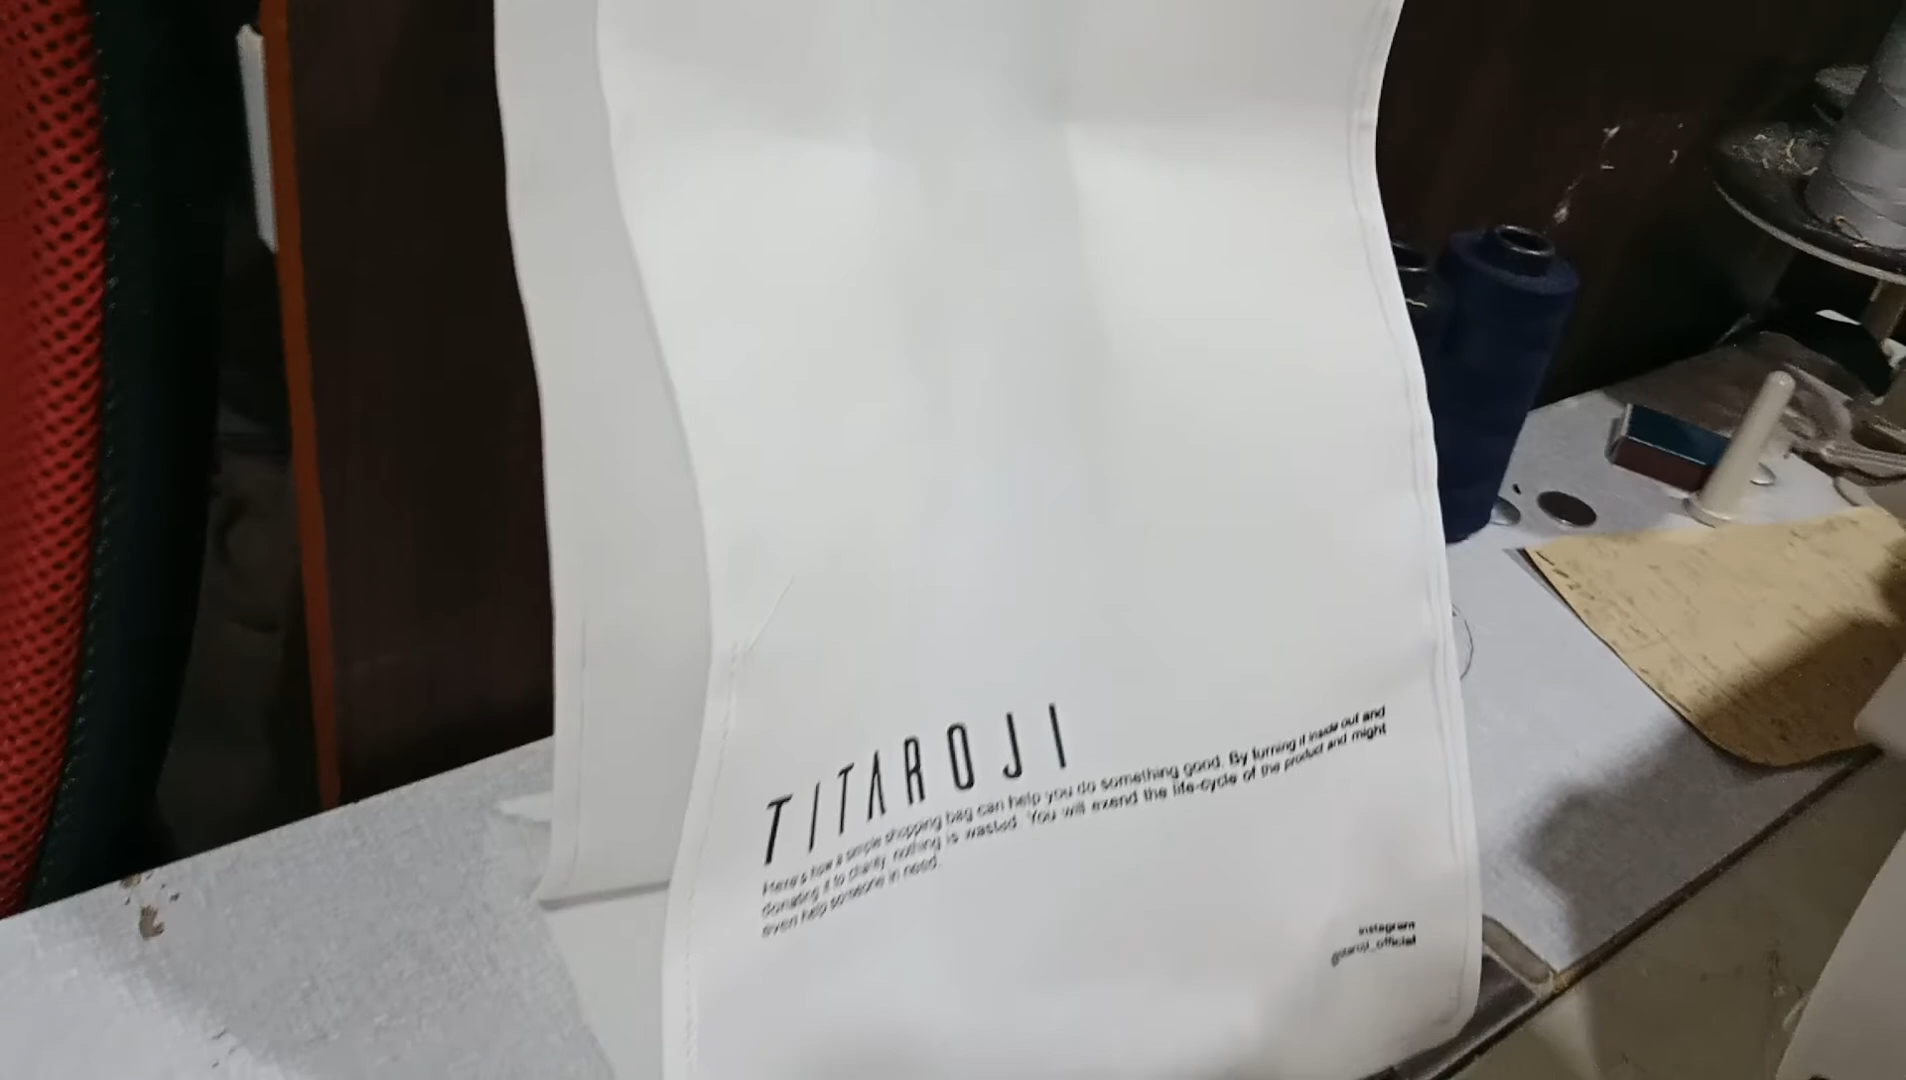 TITAROJI
Here's how a simple shopping bag can help you do something good. By turning it inside out and
donating it to charity, nothing is wasted. You will exend the life-cycle of the product and might
even help someone in need.
instagram
@titaroji_official